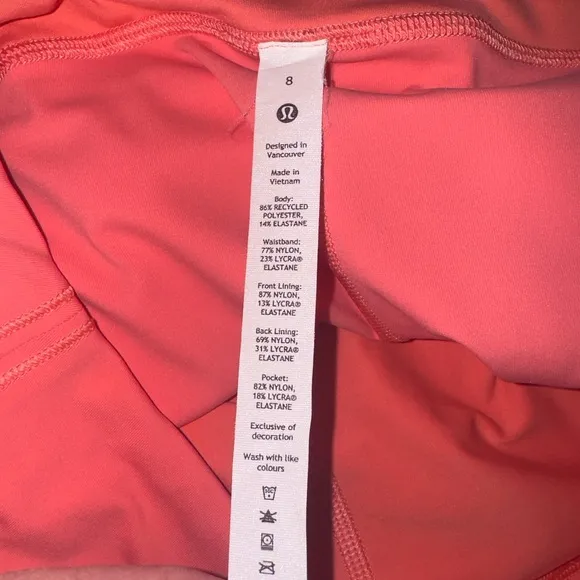 8
Designed in
Vancouver
Made in
Vietnam
Body:
86% RECYCLED
POLYESTER,
14% ELASTANE
Waistband:
77% NYLON,
23% LYCRA®
ELASTANE
Front Lining:
87% NYLON,
13% LYCRA®
ELASTANE
Back Lining:
69% NYLON,
31% LYCRA®
ELASTANE
Pocket:
82% NYLON,
18% LYCRA®
ELASTANE
Exclusive of
decoration
Wash with like
colours